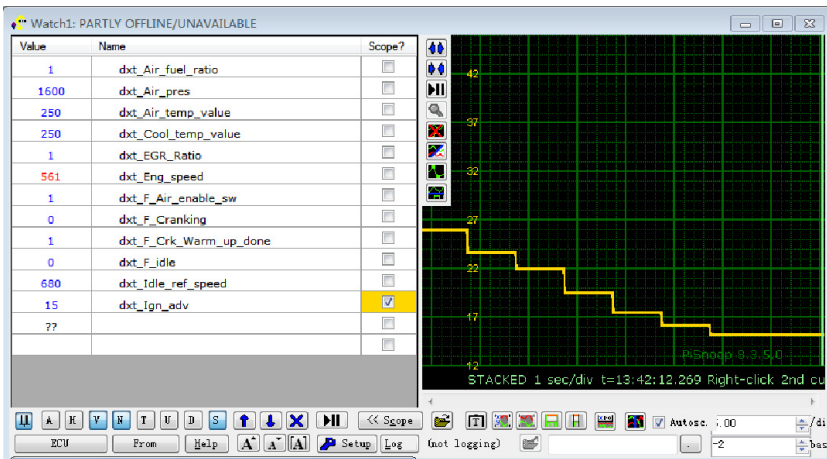 Watch1: PARTLY OFFLINE/UNAVAILABLE
Value Name Scope?
1 dxt_Air_fuel_ratio
1600 dxt_Air_pres
250 dxt_Air_temp_value
250 dxt_Cool_temp_value
1 dxt_EGR_Ratio
561 dxt_Eng_speed
1 dxt_F_Air_enable_sw
0 dxt_F_Cranking
1 dxt_F_Crk_Warm_up_done
0 dxt_F_idle
680 dxt_Idle_ref_speed
15 dxt_Ign_adv
??
42
37
32
27
22
17
12
PiSnoop 8.3.5.0
STACKED 1 sec/div t=13:42:12.269 Right-click 2nd cu
µ A H V N T U D S << Scope T Autosc. .00 /di
ECU From Help A A [A] Setup Log (not logging) . -2 bas